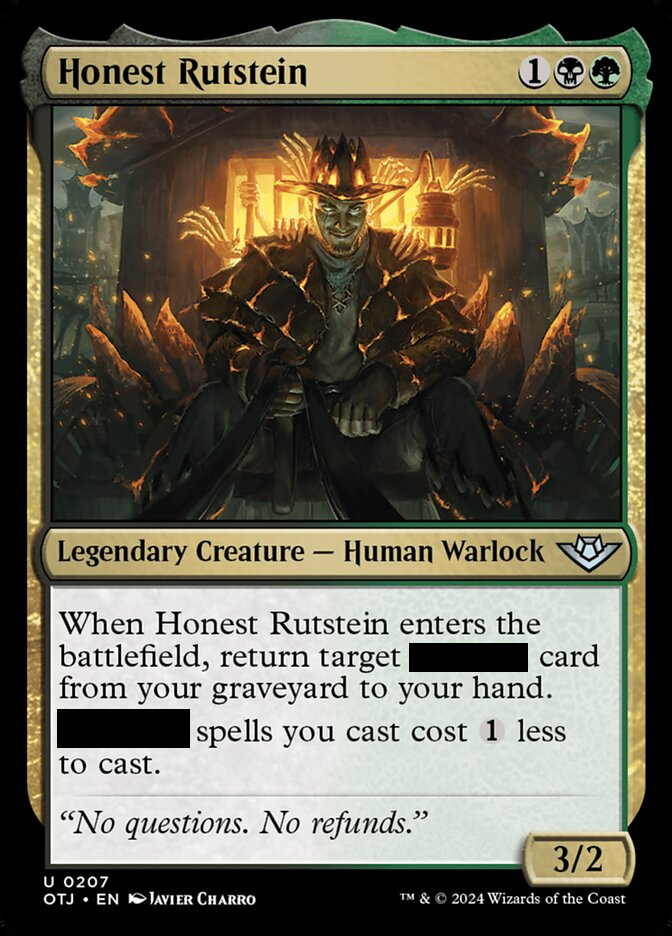 Honest Rutstein
1
Legendary Creature — Human Warlock
When Honest Rutstein enters the
battlefield, return target card
from your graveyard to your hand.
spells you cast cost 1 less
to cast.
“No questions. No refunds.”
3/2
U 0207
OTJ • EN Javier Charro
™ & © 2024 Wizards of the Coast